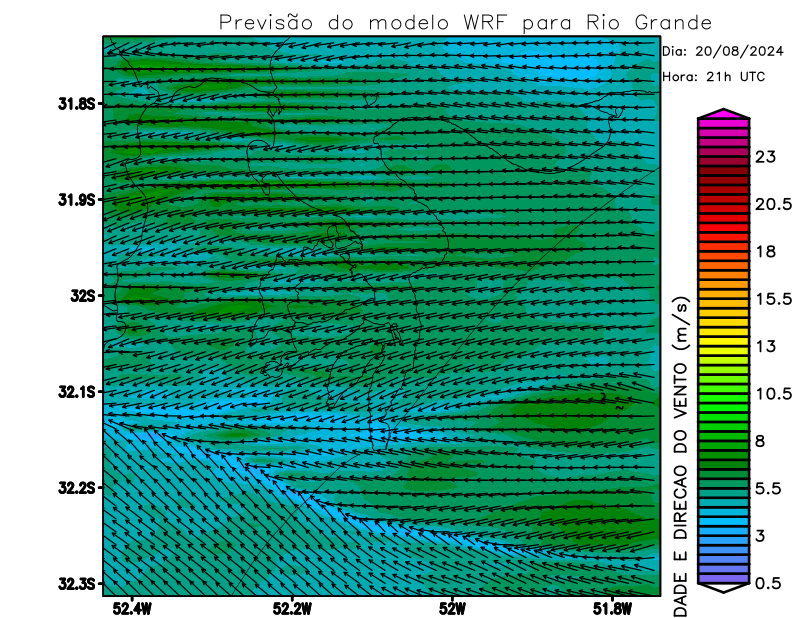 Previsão do modelo WRF para Rio Grande
Dia: 20/08/2024
Hora: 21h UTC
31.8S
31.9S
32S
32.1S
32.2S
32.3S
52.4W
52.2W
52W
51.8W
DADE E DIRECAO DO VENTO (m/s)
23
20.5
18
15.5
13
10.5
8
5.5
3
0.5